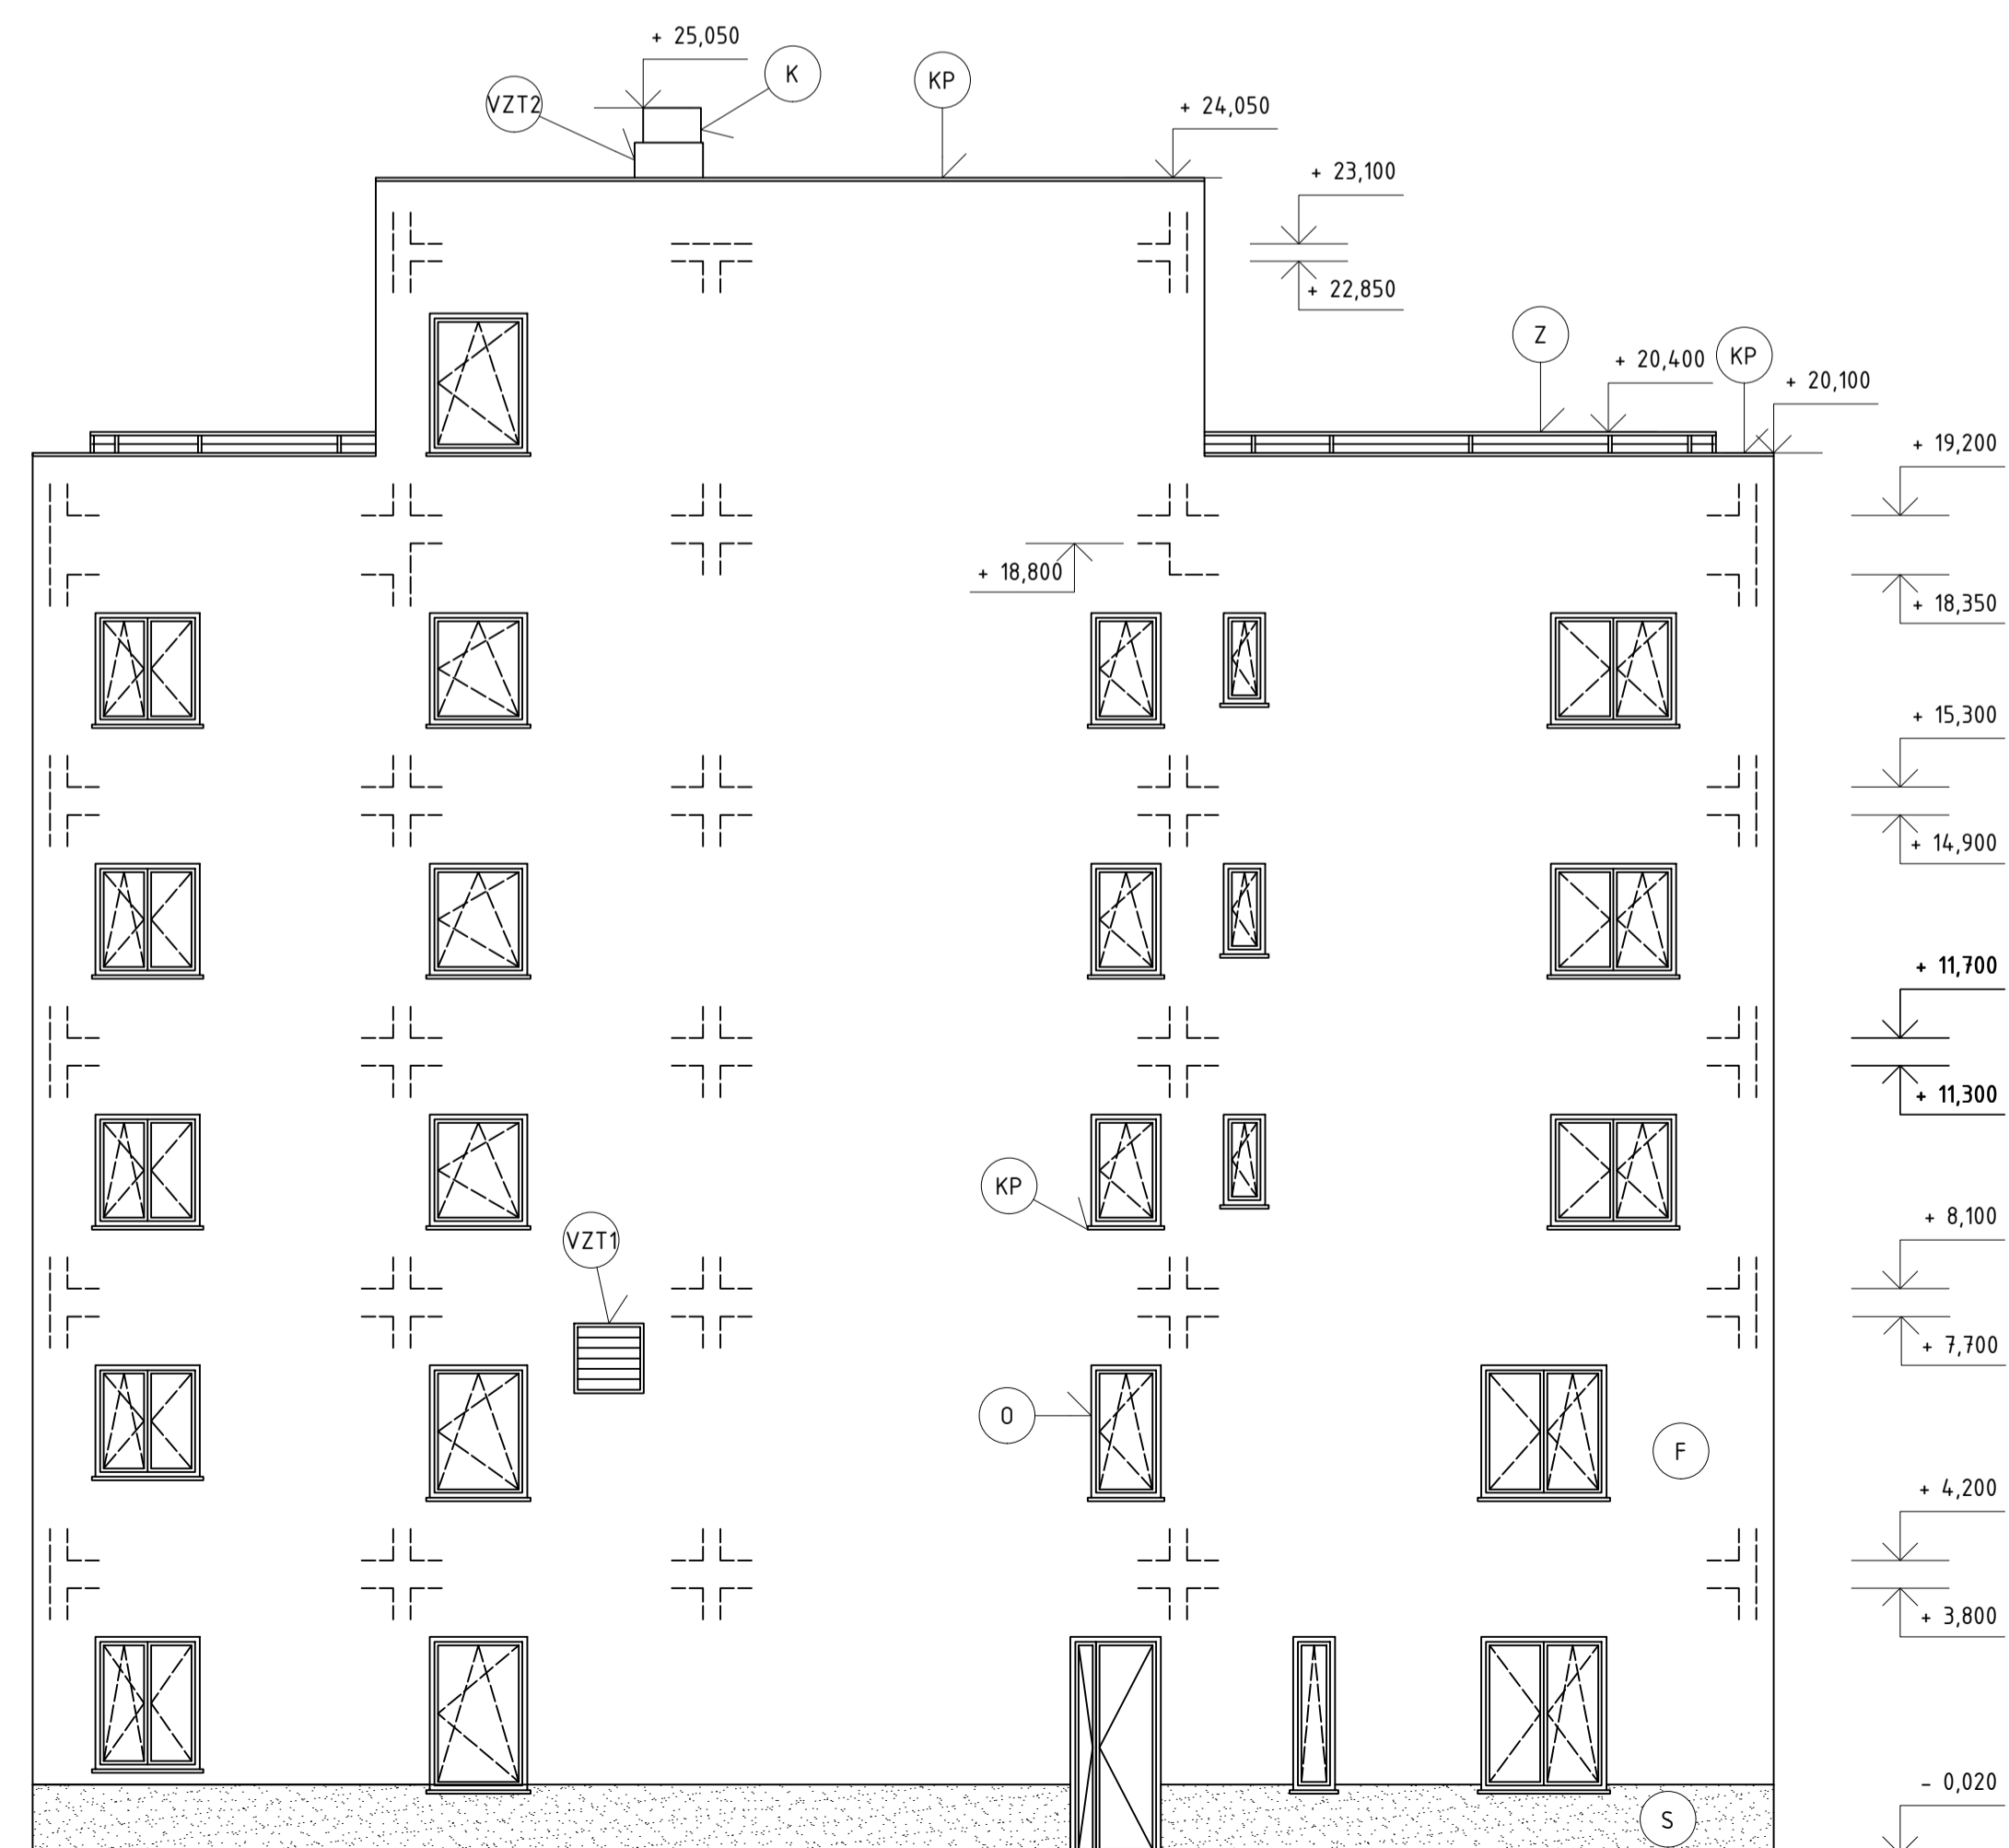 + 25,050
K
KP
VZT2
+ 24,050
+ 23,100
+ 22,850
Z
+ 20,400
KP
+ 20,100
+ 19,200
+ 18,800
+ 18,350
+ 15,300
+ 14,900
+ 11,700
+ 11,300
KP
+ 8,100
VZT1
+ 7,700
O
F
+ 4,200
+ 3,800
- 0,020
S